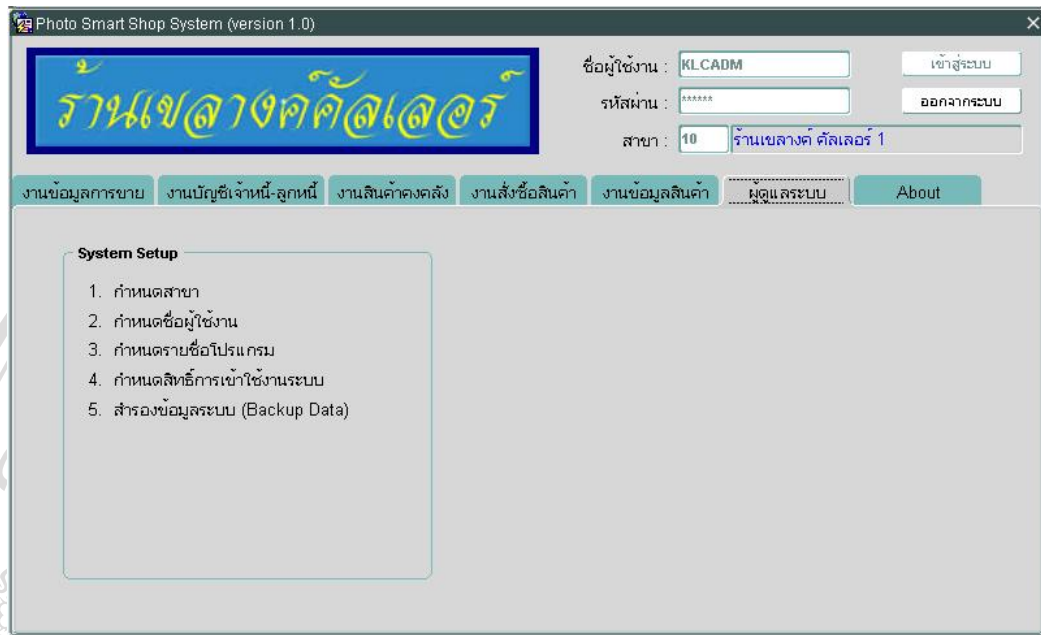 Photo Smart Shop System (version 1.0)
ร้านเขลางค์คัลเลอร์
ชื่อผู้ใช้งาน : KLCADM เข้าสู่ระบบ
รหัสผ่าน : ****** ออกจากระบบ
สาขา : 10 ร้านเขลางค์ คัลเลอร์ 1
งานข้อมูลการขาย งานบัญชีเจ้าหนี้-ลูกหนี้ งานสินค้าคงคลัง งานสั่งซื้อสินค้า งานข้อมูลสินค้า ผู้ดูแลระบบ About
System Setup
1. กำหนดสาขา
2. กำหนดชื่อผู้ใช้งาน
3. กำหนดรายชื่อโปรแกรม
4. กำหนดสิทธิ์การเข้าใช้งานระบบ
5. สำรองข้อมูลระบบ (Backup Data)